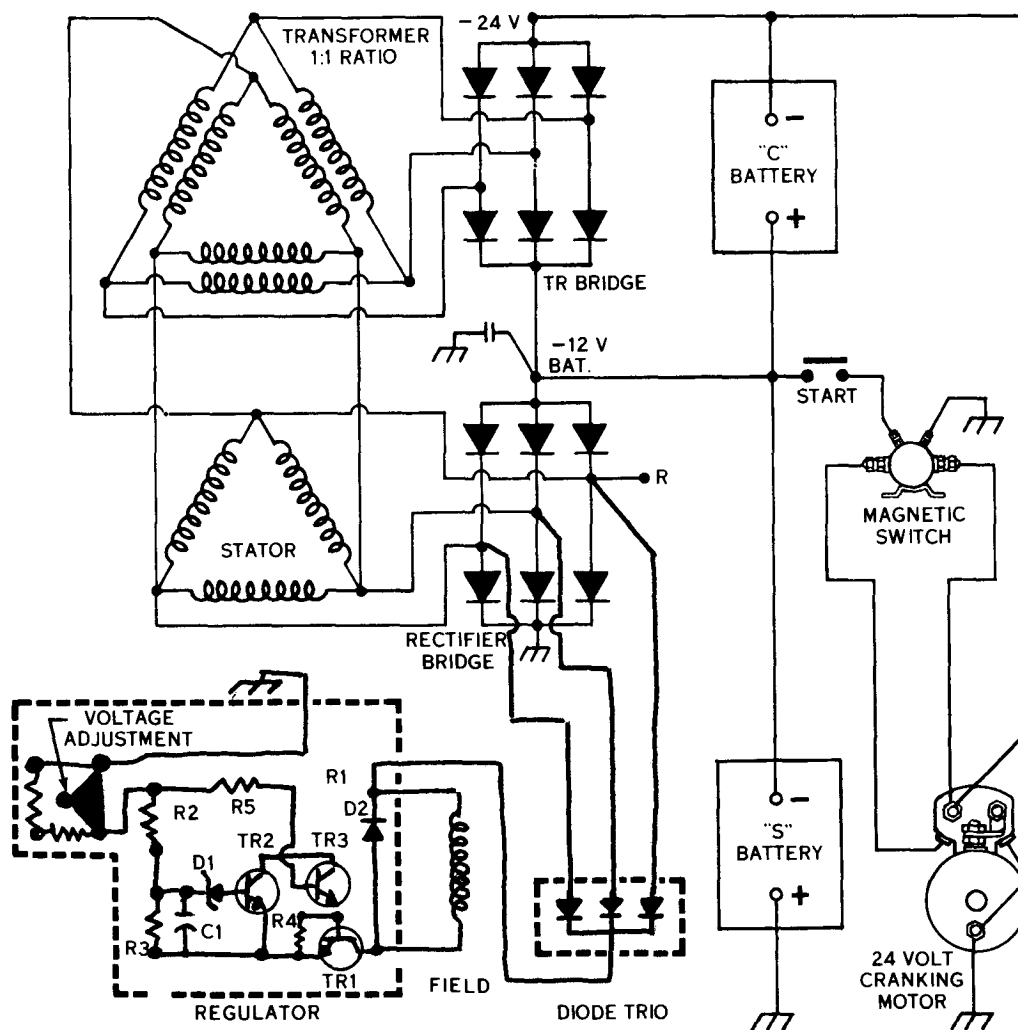 TRANSFORMER
1:1 RATIO
-24 V
-
"C"
BATTERY
+
TR BRIDGE
-12 V
BAT.
START
R
STATOR
MAGNETIC
SWITCH
RECTIFIER
BRIDGE
VOLTAGE
ADJUSTMENT
R2
R5
R1
D2
TR2
TR3
D1
R4
R3
C1
TR1
FIELD
REGULATOR
DIODE TRIO
-
"S"
BATTERY
+
24 VOLT
CRANKING
MOTOR